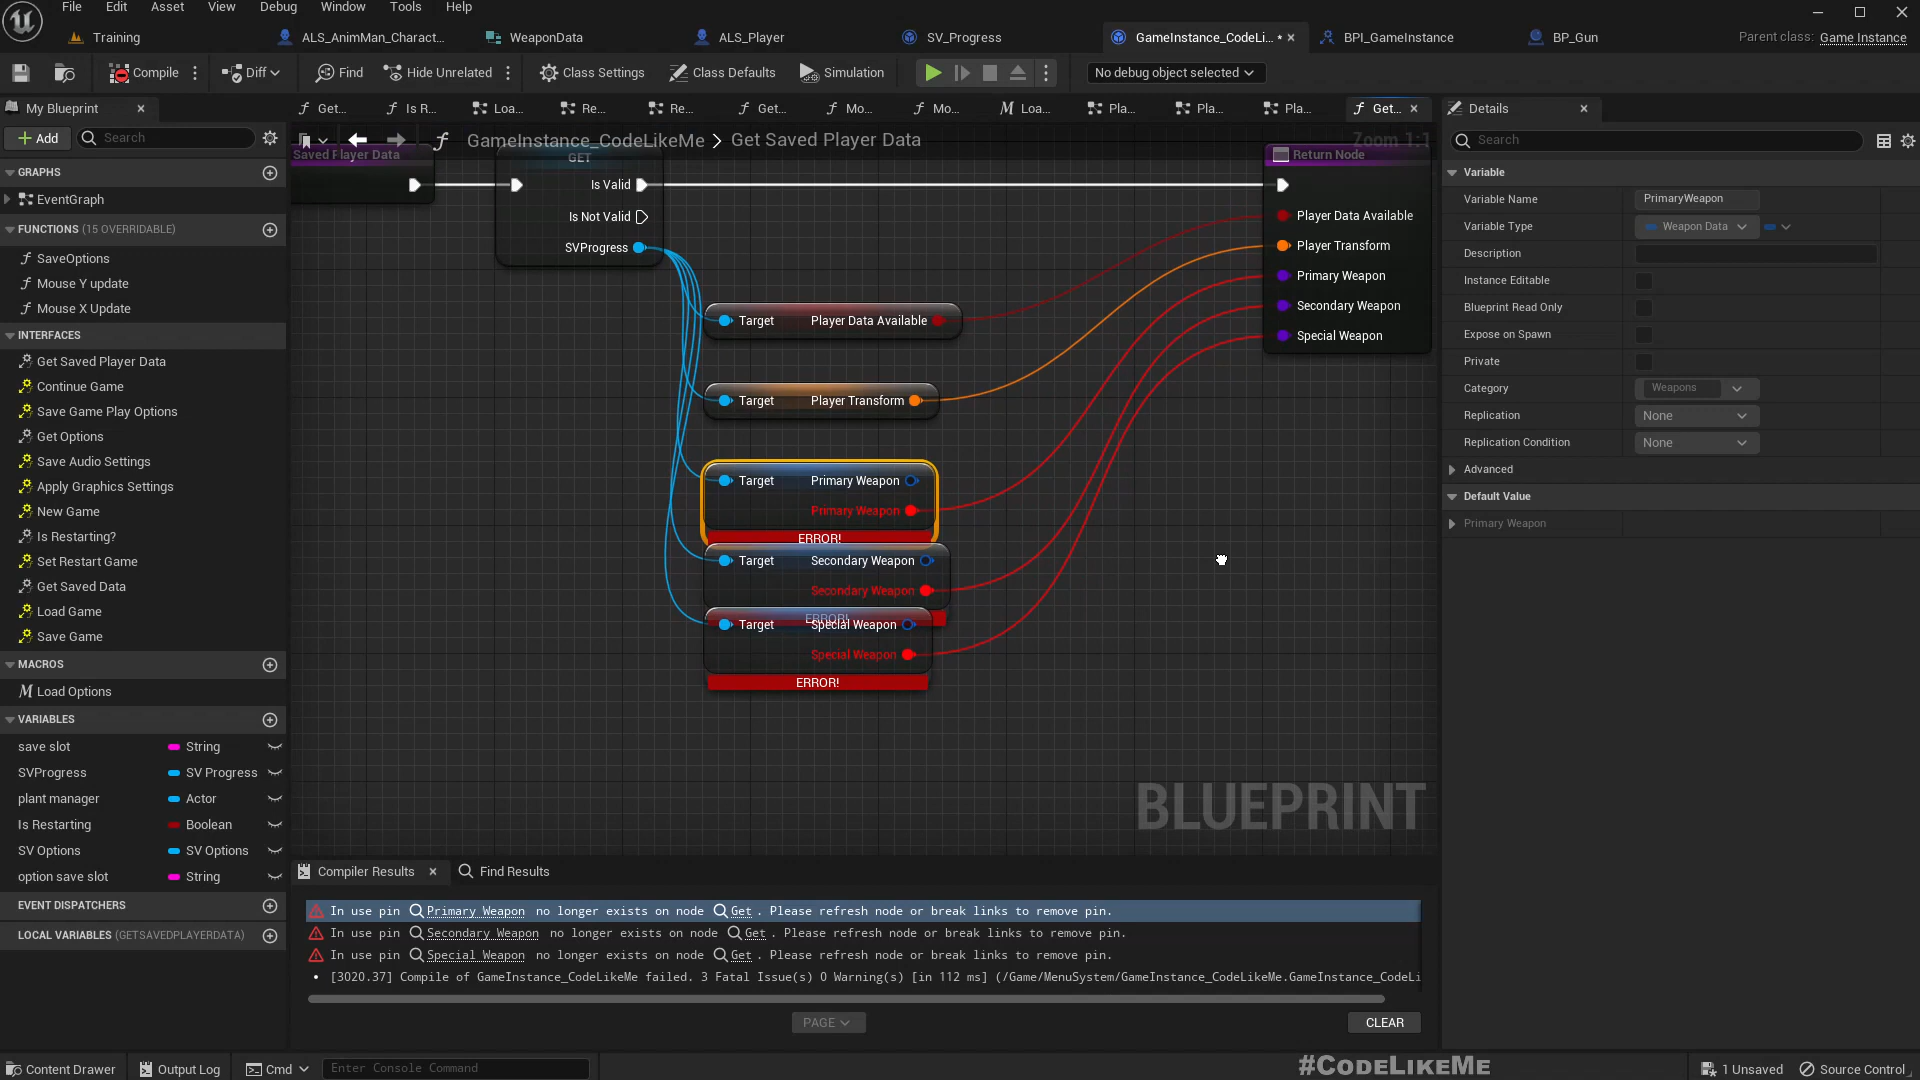 File Edit Asset View Debug Window Tools Help
Training ALS_AnimMan_Charact... WeaponData ALS_Player SV_Progress GameInstance_CodeLi... * BPI_GameInstance BP_Gun Parent class: Game Instance
Compile Diff Find Hide Unrelated Class Settings Class Defaults Simulation No debug object selected
My Blueprint Get... Is R... Loa... Re... Re... Get... Mo... Mo... Loa... Pla... Pla... Pla... Get... Details
Add Search GameInstance_CodeLikeMe > Get Saved Player Data Zoom 1:1 Search
GRAPHS
EventGraph
FUNCTIONS (15 OVERRIDABLE)
SaveOptions
Mouse Y update
Mouse X Update
INTERFACES
Get Saved Player Data
Continue Game
Save Game Play Options
Get Options
Save Audio Settings
Apply Graphics Settings
New Game
Is Restarting?
Set Restart Game
Get Saved Data
Load Game
Save Game
MACROS
Load Options
VARIABLES
save slot String
SVProgress SV Progress
plant manager Actor
Is Restarting Boolean
SV Options SV Options
option save slot String
EVENT DISPATCHERS
LOCAL VARIABLES (GETSAVEDPLAYERDATA)
Saved Player Data
GET
Is Valid
Is Not Valid
SVProgress
Target Player Data Available
Target Player Transform
Target Primary Weapon
Primary Weapon
ERROR!
Target Secondary Weapon
Secondary Weapon
ERROR!
Target Special Weapon
Special Weapon
ERROR!
Return Node
Player Data Available
Player Transform
Primary Weapon
Secondary Weapon
Special Weapon
BLUEPRINT
Variable
Variable Name PrimaryWeapon
Variable Type Weapon Data
Description
Instance Editable
Blueprint Read Only
Expose on Spawn
Private
Category Weapons
Replication None
Replication Condition None
Advanced
Default Value
Primary Weapon
Compiler Results Find Results
In use pin Primary Weapon no longer exists on node Get . Please refresh node or break links to remove pin.
In use pin Secondary Weapon no longer exists on node Get . Please refresh node or break links to remove pin.
In use pin Special Weapon no longer exists on node Get . Please refresh node or break links to remove pin.
[3020.37] Compile of GameInstance_CodeLikeMe failed. 3 Fatal Issue(s) 0 Warning(s) [in 112 ms] (/Game/MenuSystem/GameInstance_CodeLikeMe.GameInstance_CodeLi
PAGE CLEAR
Content Drawer Output Log Cmd Enter Console Command #CODELIKEME 1 Unsaved Source Control